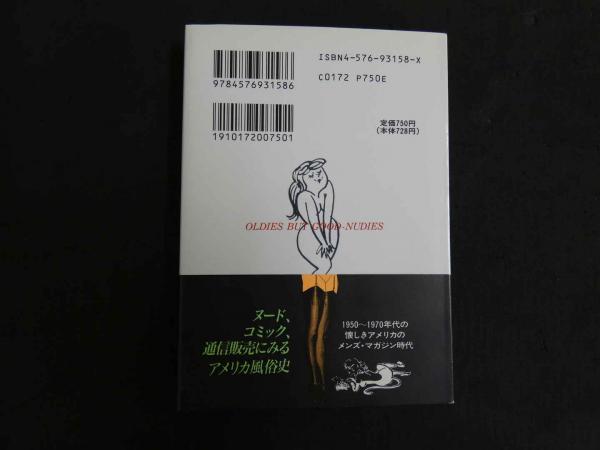 ISBN4-576-93158-X
9784576931586
C0172 P750E
定価750円
(本体728円)
1910172007501
OLDIES BUT GOOD-NUDIES
ヌード、
コミック、
通信販売にみる
アメリカ風俗史
1950〜1970年代の
懐しきアメリカの
メンズ・マガジン時代